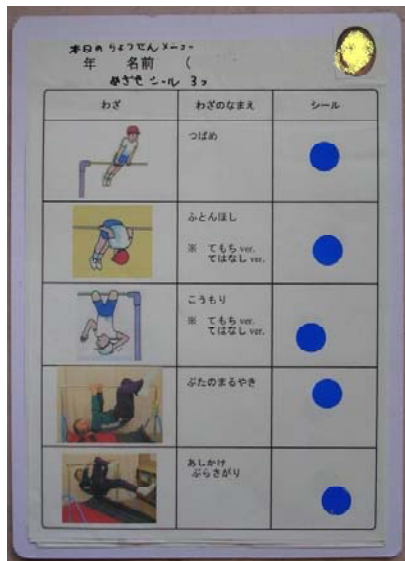 本日の ちょうせん メニュー
年 名前 (
めざせ シール 3つ
わざ わざのなまえ シール
つばめ
ふとんほし
※ てもち ver.
てはなし ver.
こうもり
※ てもち ver.
てはなし ver.
ぶたのまるやき
あしかけ
ぶらさがり